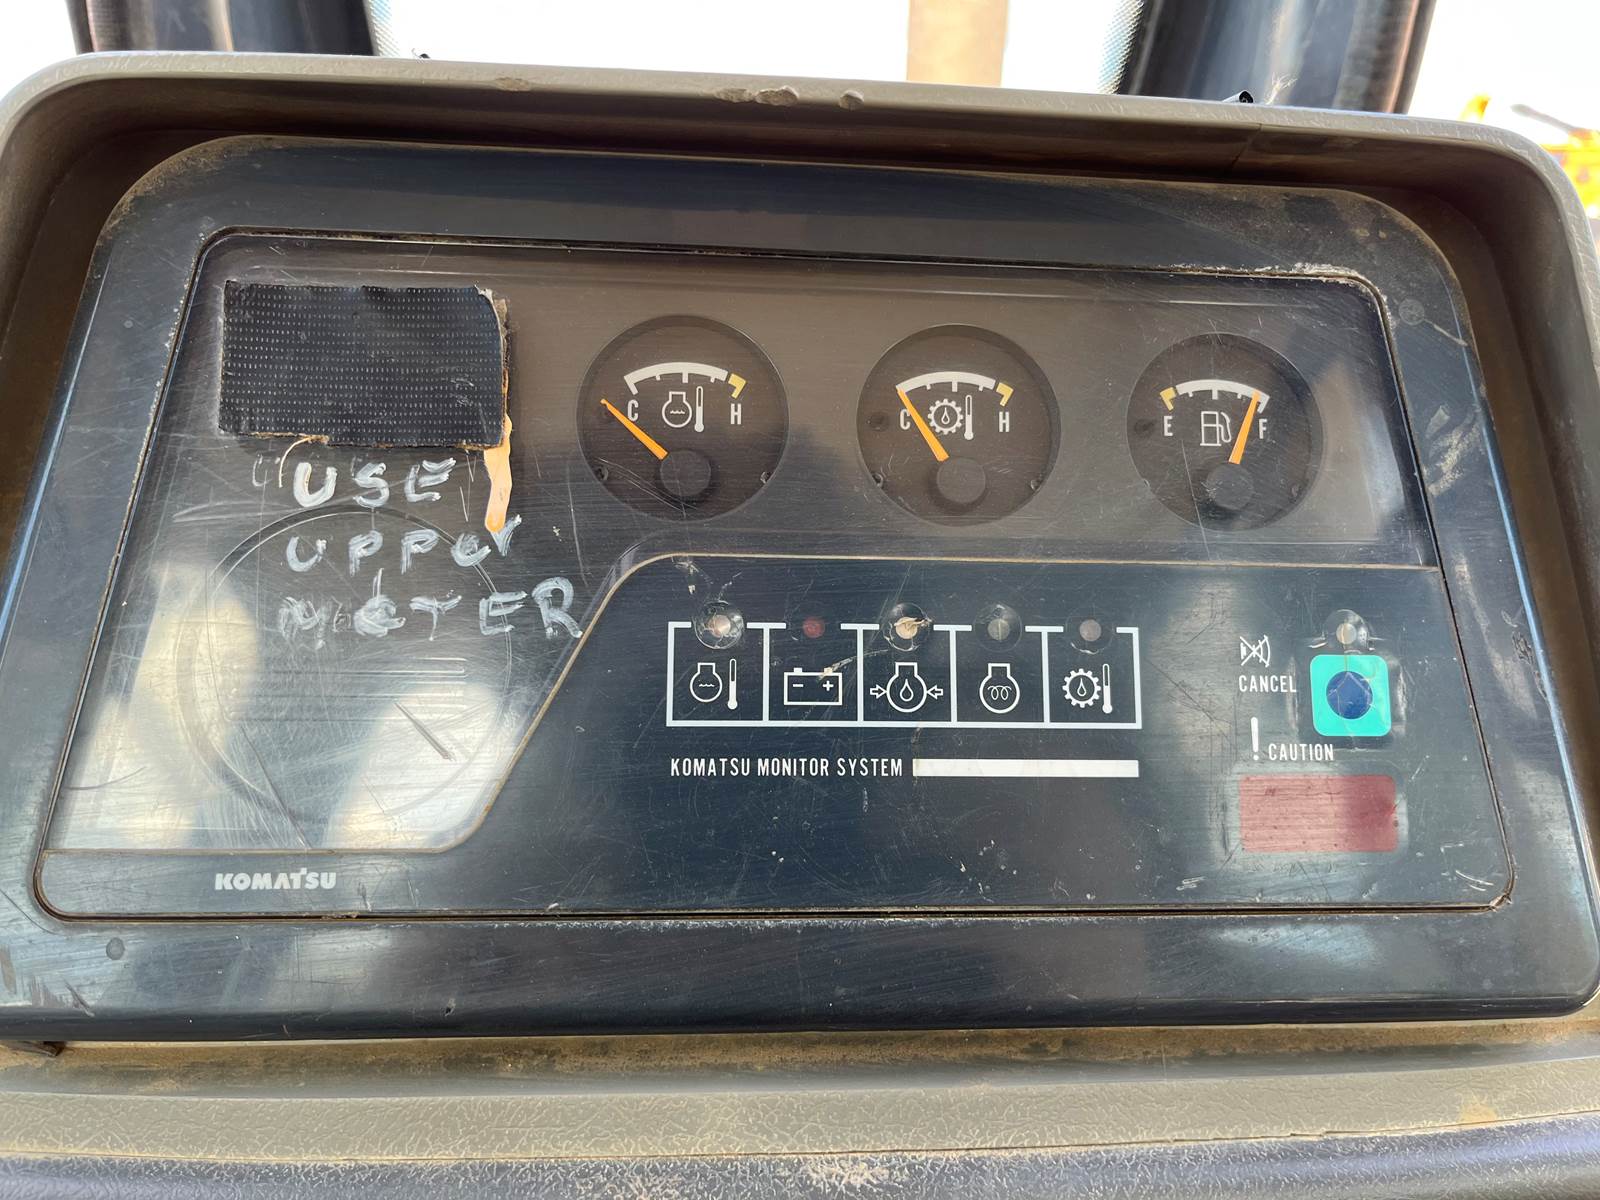 USE
UPPer
METER
C H
C H
E F
CANCEL
! CAUTION
- +
KOMATSU MONITOR SYSTEM
KOMATSU